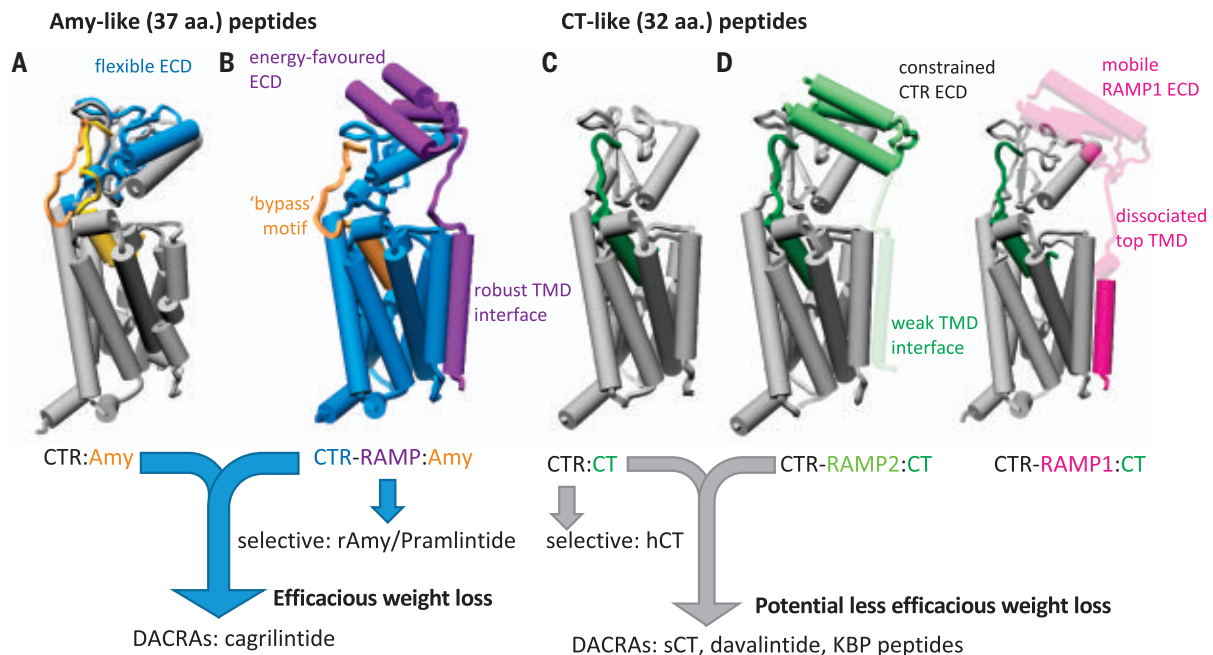 Amy-like (37 aa.) peptides
CT-like (32 aa.) peptides
A
flexible ECD
B
energy-favoured
ECD
'bypass'
motif
robust TMD
interface
C
D
constrained
CTR ECD
mobile
RAMP1 ECD
dissociated
top TMD
weak TMD
interface
CTR:Amy
CTR-RAMP:Amy
CTR:CT
CTR-RAMP2:CT
CTR-RAMP1:CT
selective: rAmy/Pramlintide
selective: hCT
Efficacious weight loss
Potential less efficacious weight loss
DACRAs: cagrilintide
DACRAs: sCT, davalintide, KBP peptides